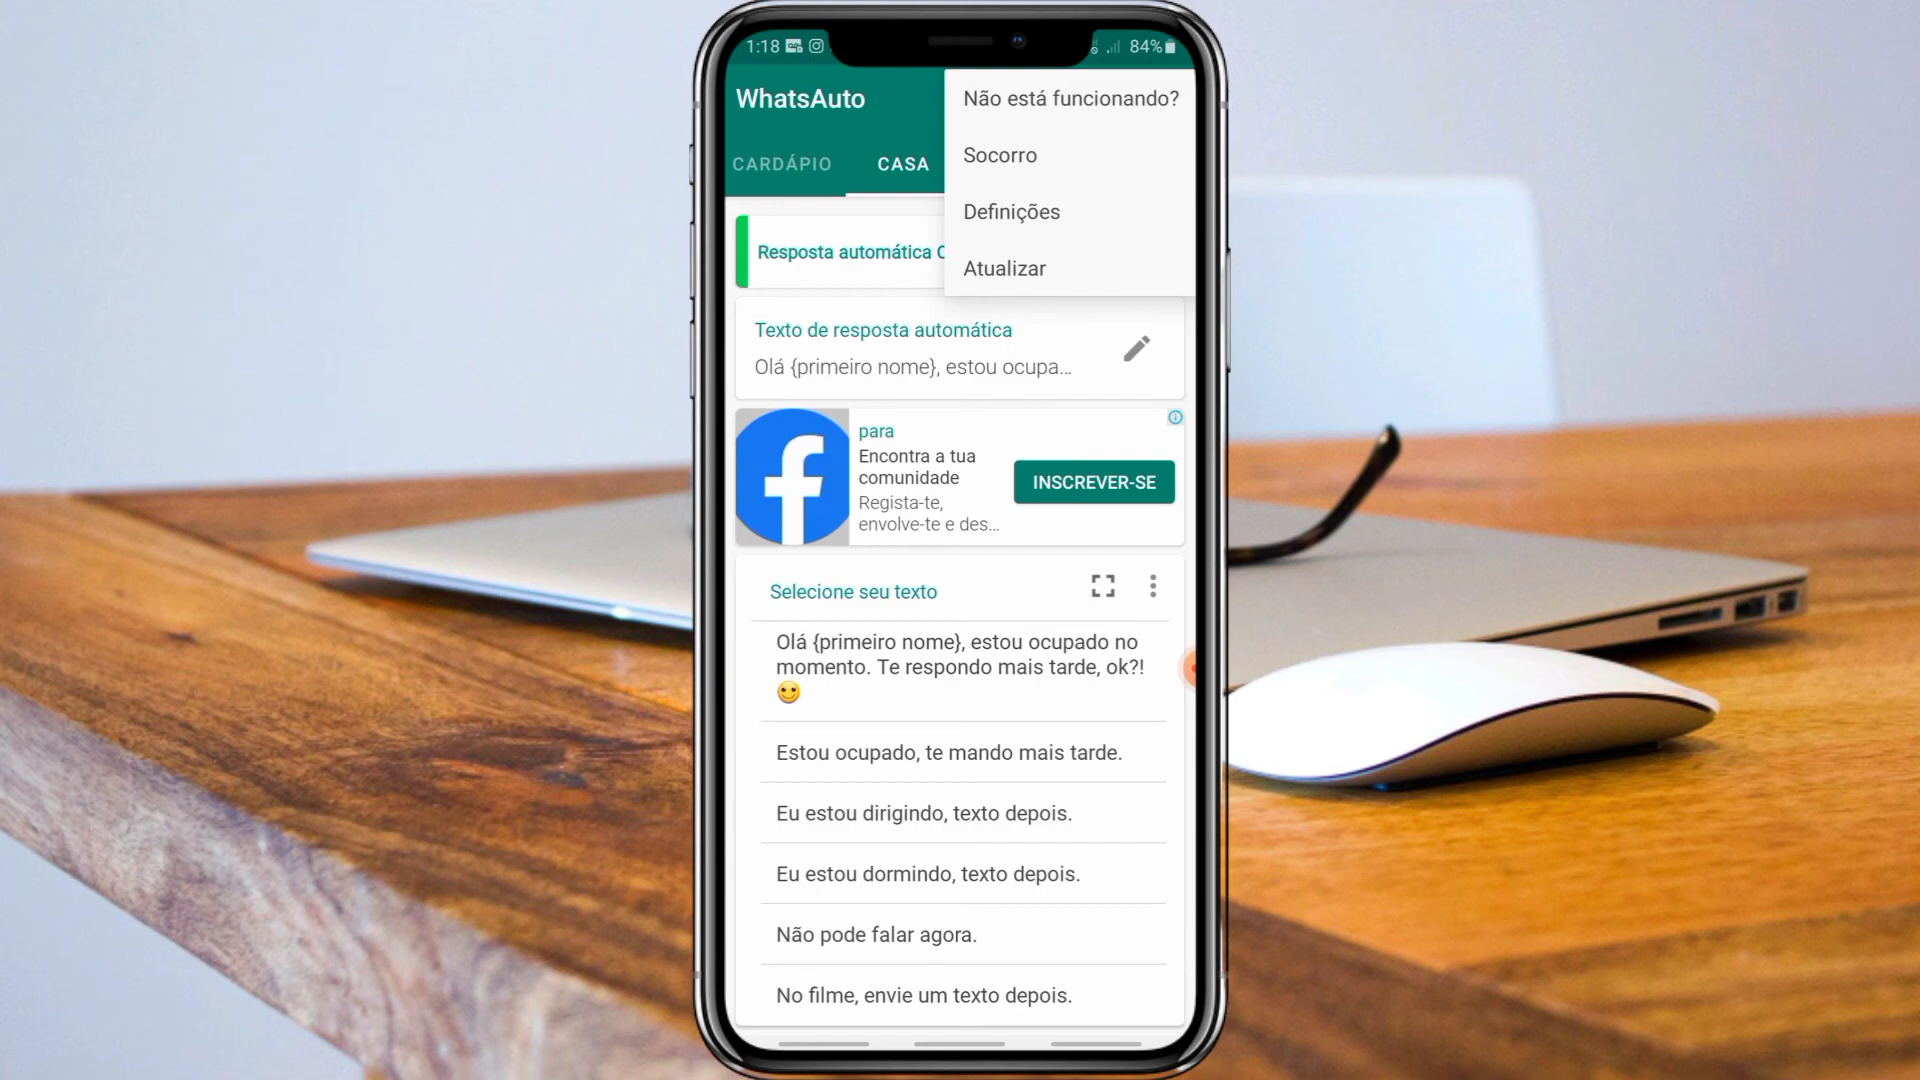 1:18
84%
WhatsAuto
CARDÁPIO
CASA
Não está funcionando?
Socorro
Definições
Atualizar
Resposta automática
Texto de resposta automática
Olá {primeiro nome}, estou ocupa...
para
Encontra a tua
comunidade
Regista-te,
envolve-te e des...
INSCREVER-SE
Selecione seu texto
Olá {primeiro nome}, estou ocupado no
momento. Te respondo mais tarde, ok?!
Estou ocupado, te mando mais tarde.
Eu estou dirigindo, texto depois.
Eu estou dormindo, texto depois.
Não pode falar agora.
No filme, envie um texto depois.